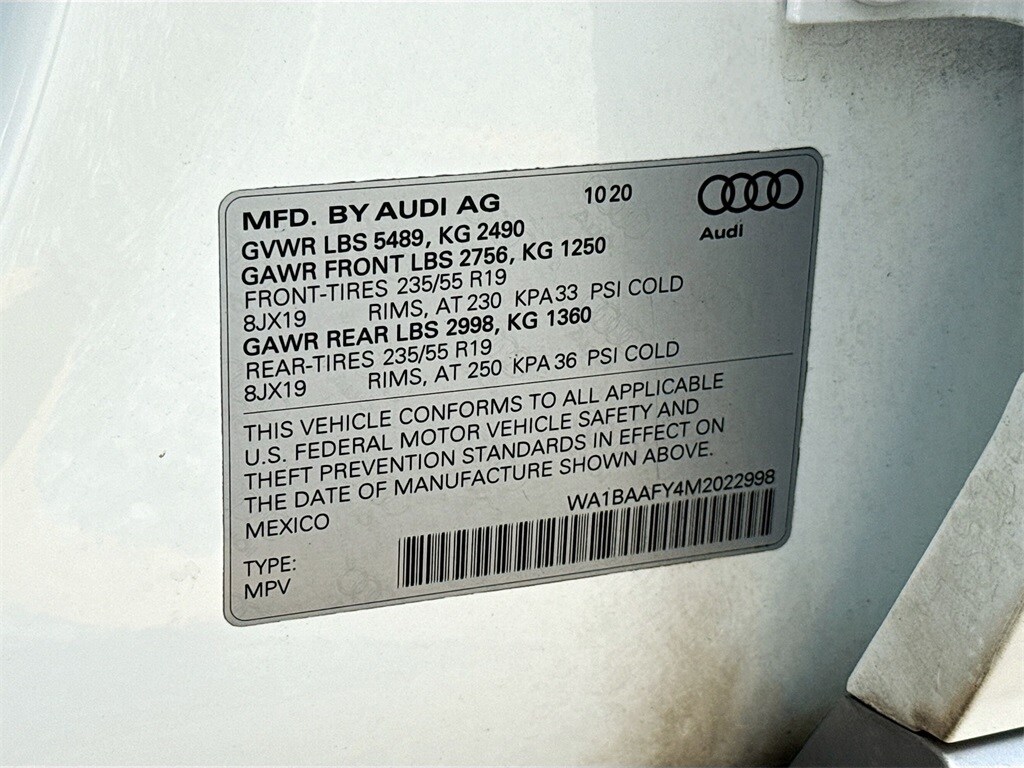 MFD. BY AUDI AG 1020
Audi
GVWR LBS 5489, KG 2490
GAWR FRONT LBS 2756, KG 1250
FRONT-TIRES 235/55 R19
8JX19 RIMS, AT 230 KPA 33 PSI COLD
GAWR REAR LBS 2998, KG 1360
REAR-TIRES 235/55 R19
8JX19 RIMS, AT 250 KPA 36 PSI COLD
THIS VEHICLE CONFORMS TO ALL APPLICABLE
U.S. FEDERAL MOTOR VEHICLE SAFETY AND
THEFT PREVENTION STANDARDS IN EFFECT ON
THE DATE OF MANUFACTURE SHOWN ABOVE.
MEXICO WA1BAAFY4M2022998
TYPE:
MPV